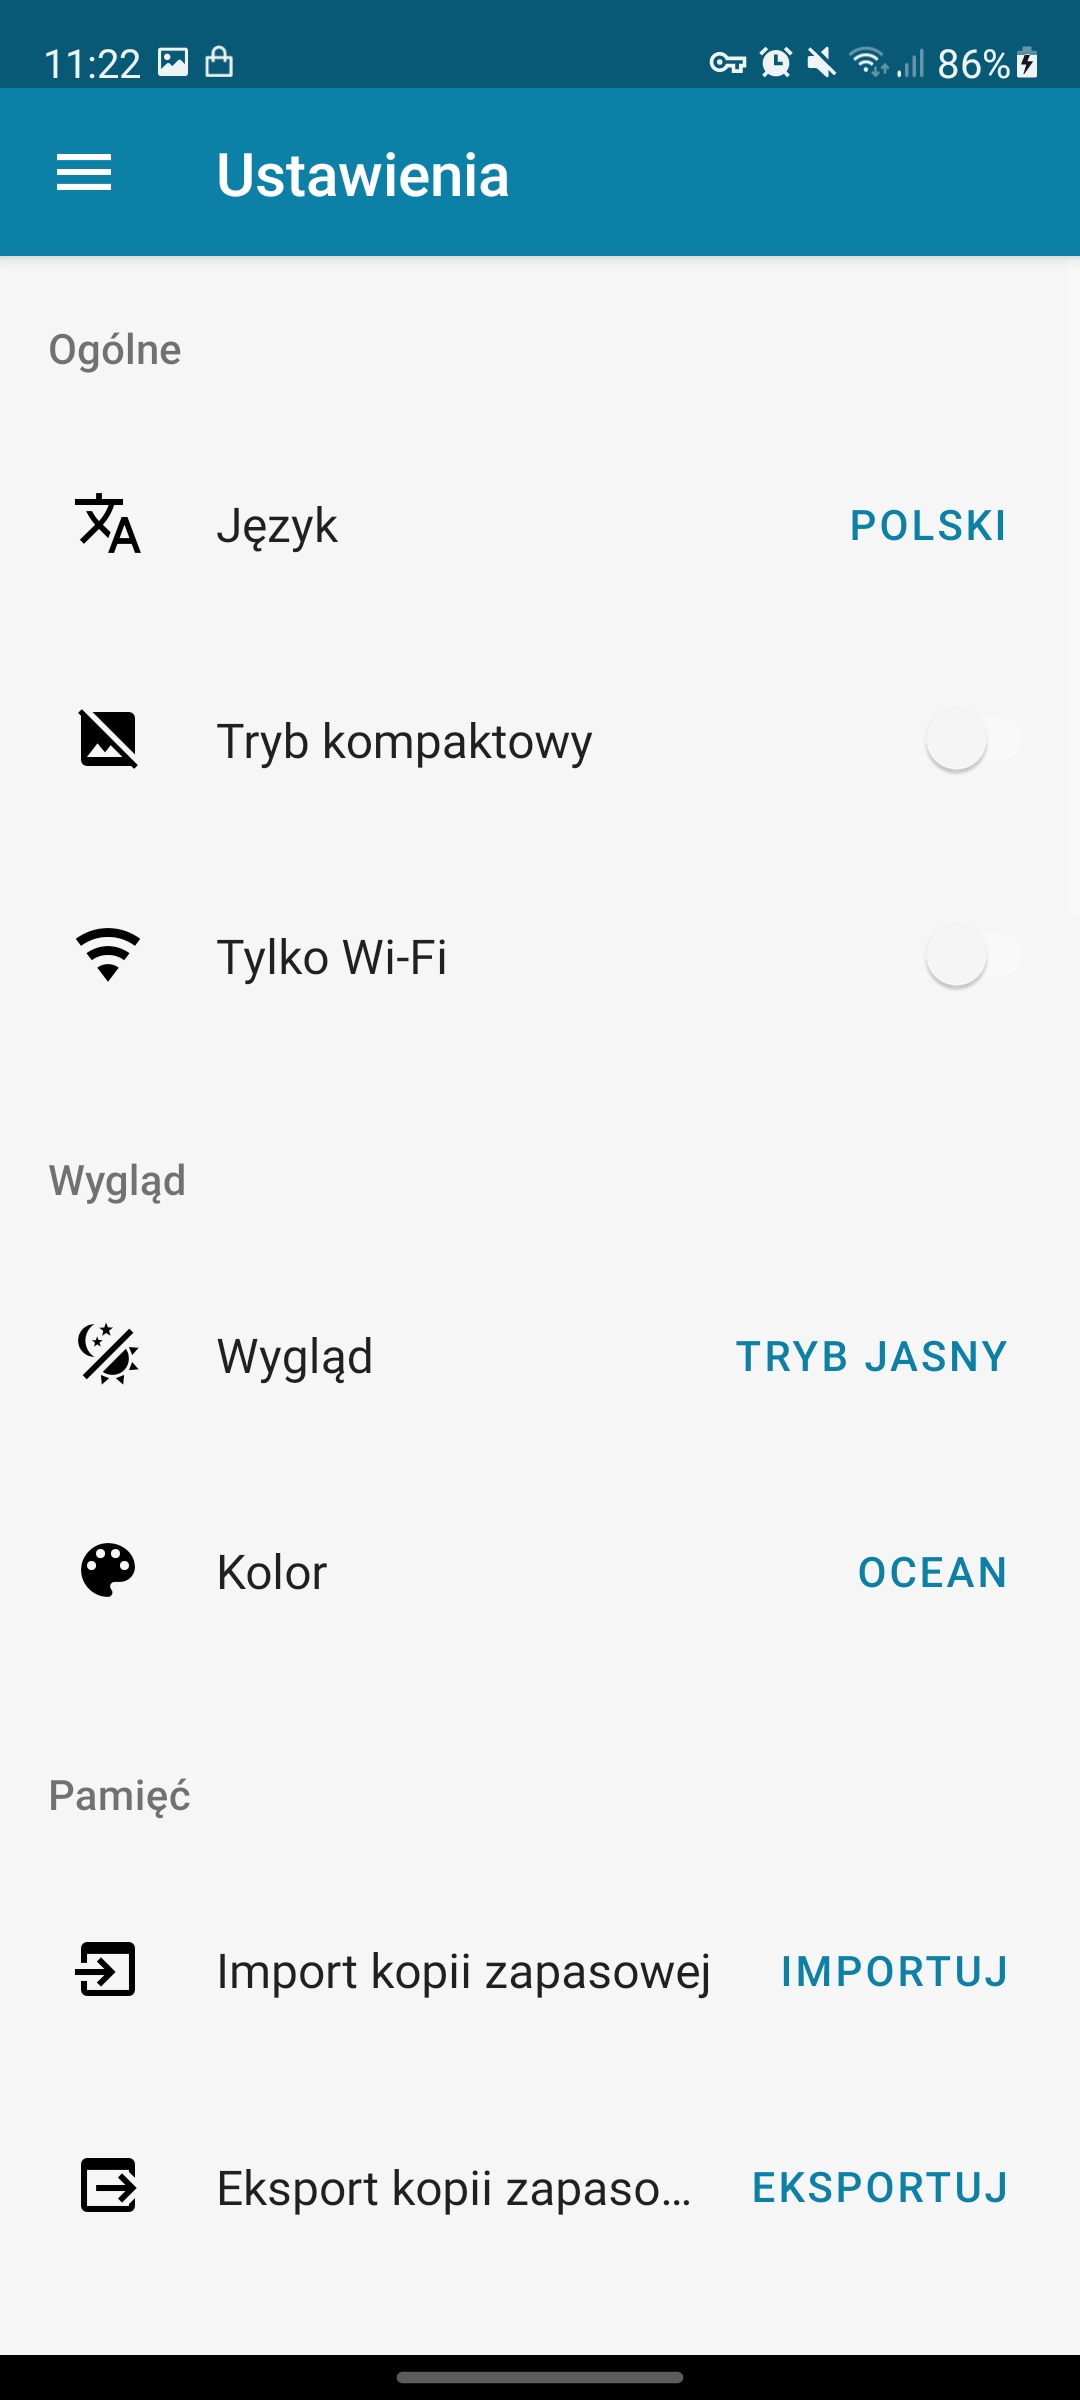 11:22 86%
Ustawienia
Ogólne
Język POLSKI
Tryb kompaktowy
Tylko Wi-Fi
Wygląd
Wygląd TRYB JASNY
Kolor OCEAN
Pamięć
Import kopii zapasowej IMPORTUJ
Eksport kopii zapaso... EKSPORTUJ